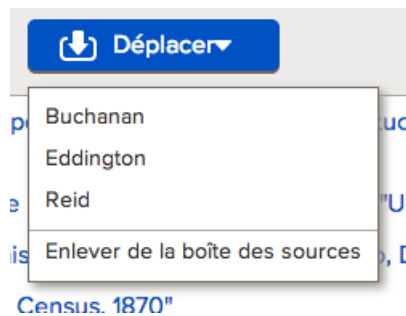 Déplacer
Buchanan
Eddington
Reid
"U
Enlever de la boîte des sources
Census, 1870"